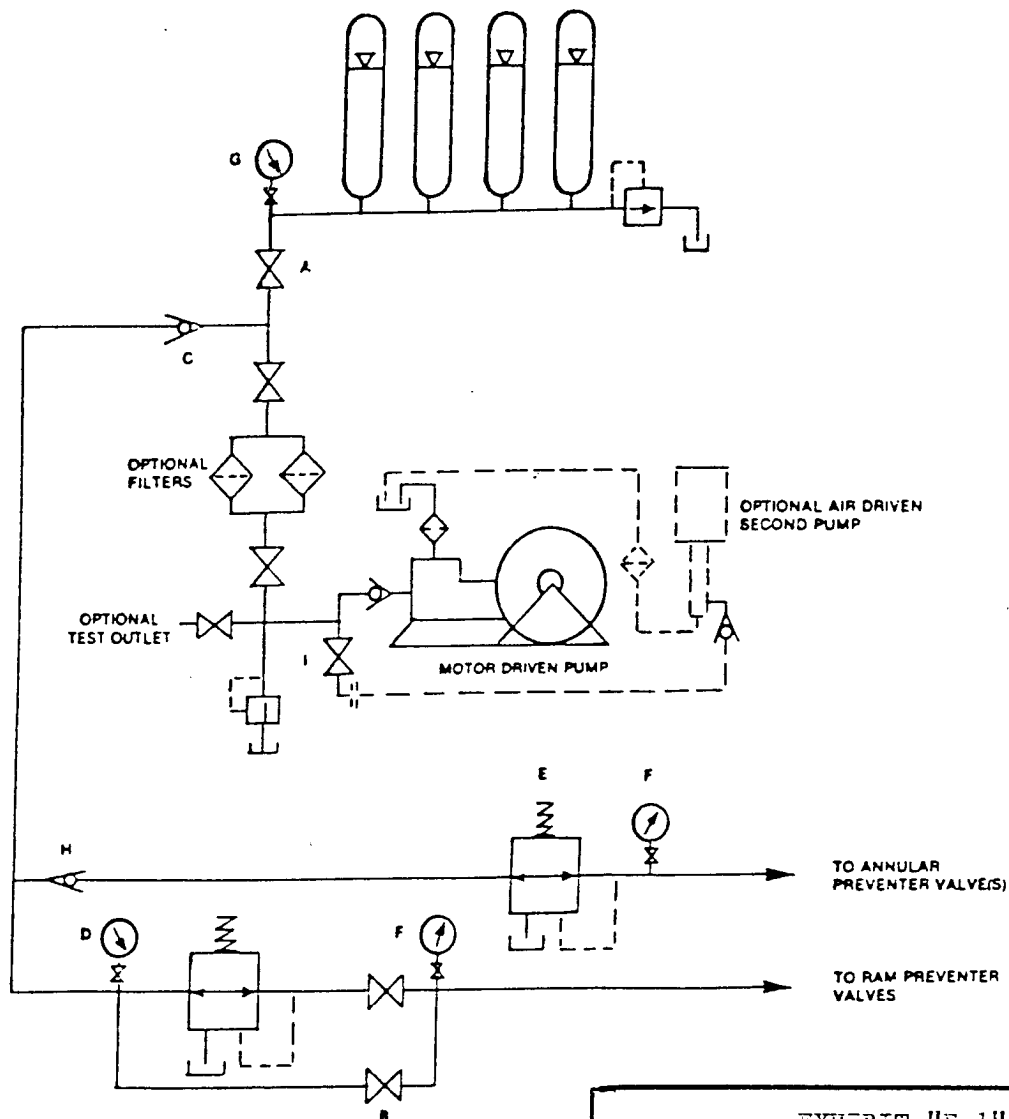 G
A
C
OPTIONAL
FILTERS
OPTIONAL AIR DRIVEN
SECOND PUMP
OPTIONAL
TEST OUTLET
I
MOTOR DRIVEN PUMP
E
F
H
TO ANNULAR
PREVENTER VALVE(S)
D
F
TO RAM PREVENTER
VALVES
EXHIBIT